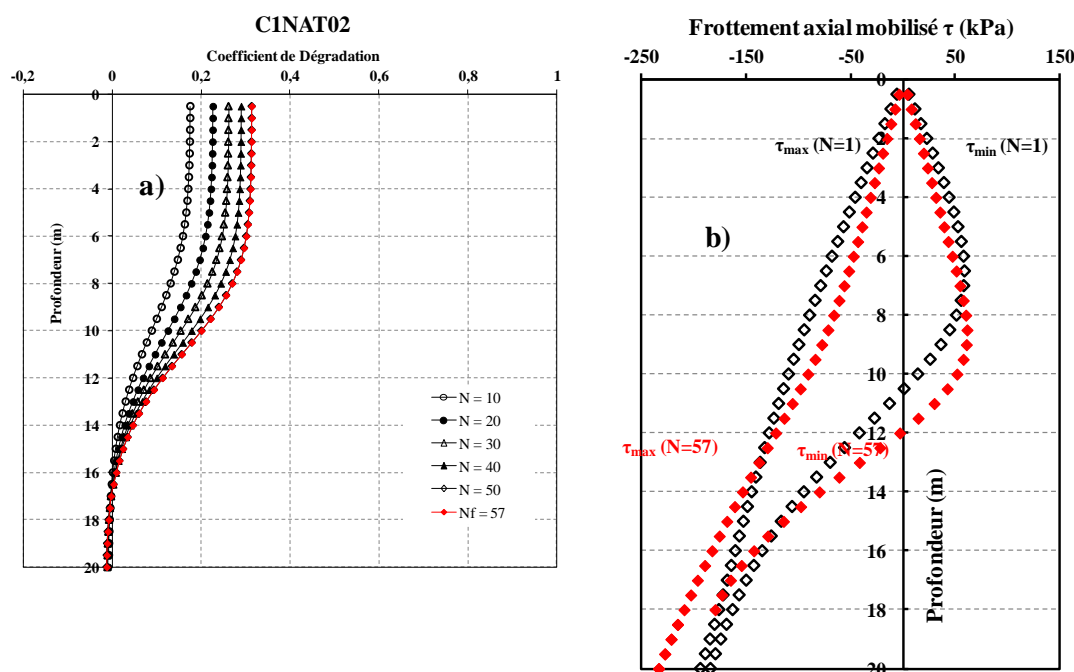 C1NAT02
Coefficient de Dégradation
-0,2 0 0,2 0,4 0,6 0,8 1
0
2
4
6
8
10
12
14
16
18
20
Profondeur (m)
a)
N = 10
N = 20
N = 30
N = 40
N = 50
Nf = 57
Frottement axial mobilisé τ (kPa)
-250 -150 -50 50 150
0
2
4
6
8
10
12
14
16
18
20
τmax (N=1)
τmin (N=1)
b)
τmax (N=57)
τmin (N=57)
Profondeur (m)